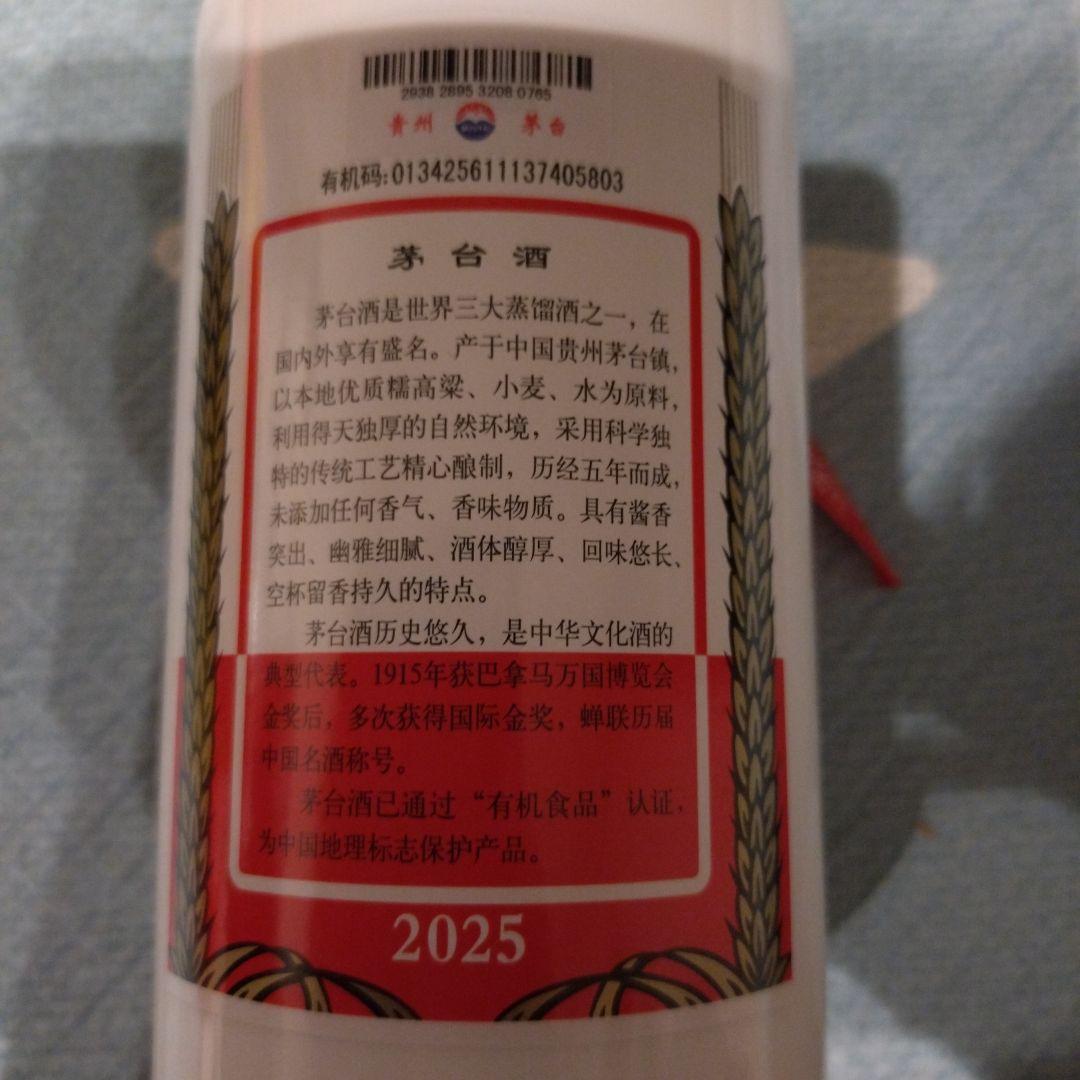 2938 2895 3208 0765
贵州 茅台
有机码:013425611137405803
茅台酒
茅台酒是世界三大蒸馏酒之一，在
国内外享有盛名。产于中国贵州茅台镇，
以本地优质糯高粱、小麦、水为原料，
利用得天独厚的自然环境，采用科学独
特的传统工艺精心酿制，历经五年而成，
未添加任何香气、香味物质。具有酱香
突出、幽雅细腻、酒体醇厚、回味悠长、
空杯留香持久的特点。
茅台酒历史悠久，是中华文化酒的
典型代表。1915年获巴拿马万国博览会
金奖后，多次获得国际金奖，蝉联历届
中国名酒称号。
茅台酒已通过“有机食品”认证，
为中国地理标志保护产品。
2025